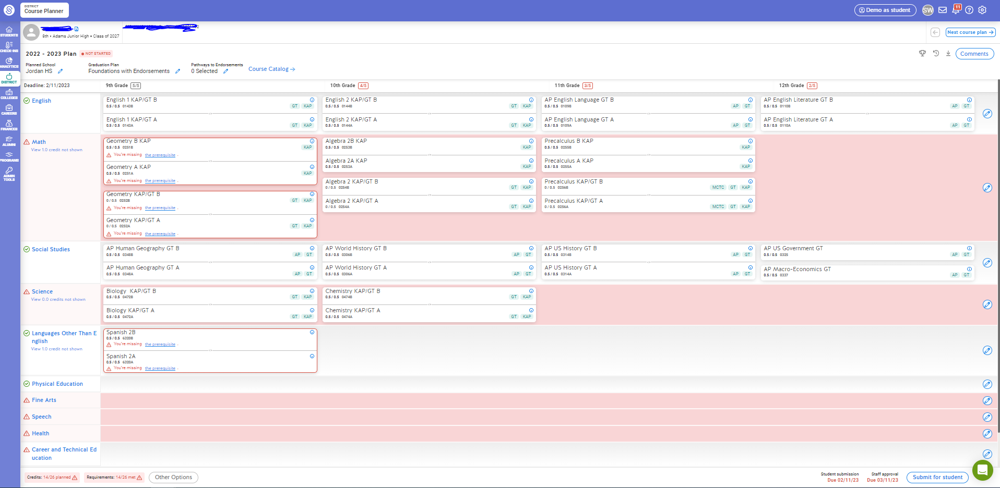 DISTRICT
Course Planner
Demo as student
SW
11
STUDENTS
CHECK-INS
ANALYTICS
DISTRICT
COLLEGES
CAREERS
FINANCES
ALUMNI
PROGRAMS
ADMIN
TOOLS
9th • Adams Junior High • Class of 2027
Next course plan →
2022 - 2023 Plan
NOT STARTED
Comments
Planned School
Jordan HS
Graduation Plan
Foundations with Endorsements
Pathways to Endorsements
0 Selected
Course Catalog →
Deadline: 2/11/2023
9th Grade 5/5
10th Grade 4/5
11th Grade 3/5
12th Grade 2/5
English
English 1 KAP/GT B
0.5 / 0.5 0143B GT KAP
English 1 KAP/GT A
0.5 / 0.5 0143A GT KAP
English 2 KAP/GT B
0.5 / 0.5 0144B GT KAP
English 2 KAP/GT A
0.5 / 0.5 0144A GT KAP
AP English Language GT B
0.5 / 0.5 0109B AP GT
AP English Language GT A
0.5 / 0.5 0109A AP GT
AP English Literature GT B
0.5 / 0.5 0110B AP GT
AP English Literature GT A
0.5 / 0.5 0110A AP GT
Math
View 1.0 credit not shown
Geometry B KAP
0.5 / 0.5 0251B KAP
You're missing the prerequisite .
Geometry A KAP
0.5 / 0.5 0251A KAP
You're missing the prerequisite .
Geometry KAP/GT B
0 / 0.5 0252B GT KAP
You're missing the prerequisite .
Geometry KAP/GT A
0 / 0.5 0252A GT KAP
You're missing the prerequisite .
Algebra 2B KAP
0.5 / 0.5 0253B KAP
Algebra 2A KAP
0.5 / 0.5 0253A KAP
Algebra 2 KAP/GT B
0 / 0.5 0254B GT KAP
Algebra 2 KAP/GT A
0 / 0.5 0254A GT KAP
Precalculus B KAP
0.5 / 0.5 0255B KAP
Precalculus A KAP
0.5 / 0.5 0255A KAP
Precalculus KAP/GT B
0 / 0.5 0256B MCTC GT KAP
Precalculus KAP/GT A
0 / 0.5 0256A MCTC GT KAP
Social Studies
AP Human Geography GT B
0.5 / 0.5 0348B AP GT
AP Human Geography GT A
0.5 / 0.5 0348A AP GT
AP World History GT B
0.5 / 0.5 0306B AP GT
AP World History GT A
0.5 / 0.5 0306A AP GT
AP US History GT B
0.5 / 0.5 0314B AP GT
AP US History GT A
0.5 / 0.5 0314A AP GT
AP US Government GT
0.5 / 0.5 0325 AP GT
AP Macro-Economics GT
0.5 / 0.5 0337 AP GT
Science
View 0.0 credits not shown
Biology KAP/GT B
0.5 / 0.5 0472B GT KAP
Biology KAP/GT A
0.5 / 0.5 0472A GT KAP
Chemistry KAP/GT B
0.5 / 0.5 0474B GT KAP
Chemistry KAP/GT A
0.5 / 0.5 0474A GT KAP
Languages Other Than E
nglish
View 1.0 credit not shown
Spanish 2B
0.5 / 0.5 6320B
You're missing the prerequisite .
Spanish 2A
0.5 / 0.5 6320A
You're missing the prerequisite .
Physical Education
Fine Arts
Speech
Health
Career and Technical Ed
ucation
Credits: 14/26 planned
Requirements: 14/26 met
Other Options
Student submission
Due 02/11/23
Staff approval
Due 03/11/23
Submit for student